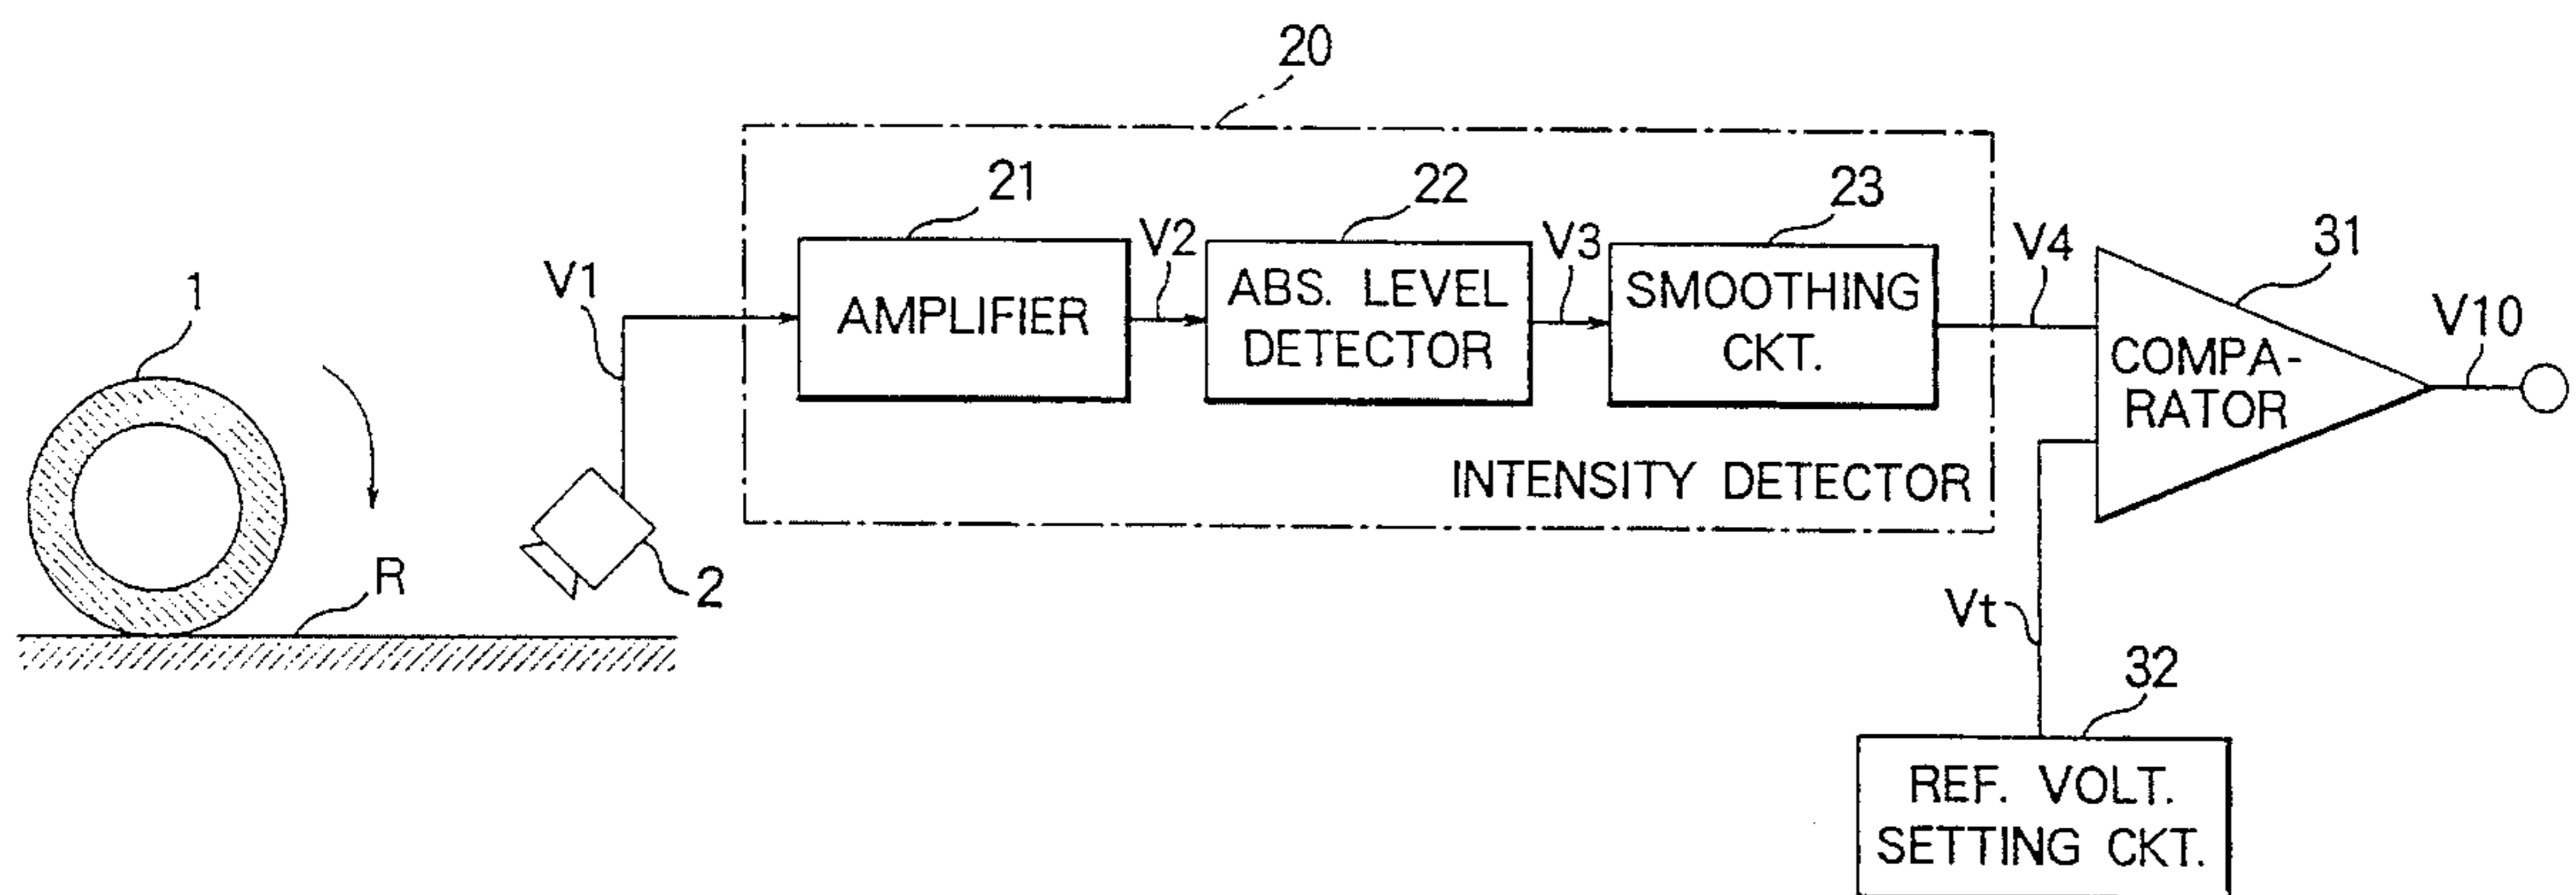 20
21
22
23
31
1
V1
V2
V3
V4
V10
AMPLIFIER
ABS. LEVEL
DETECTOR
SMOOTHING
CKT.
COMPA-
RATOR
INTENSITY DETECTOR
R
2
Vt
32
REF. VOLT.
SETTING CKT.